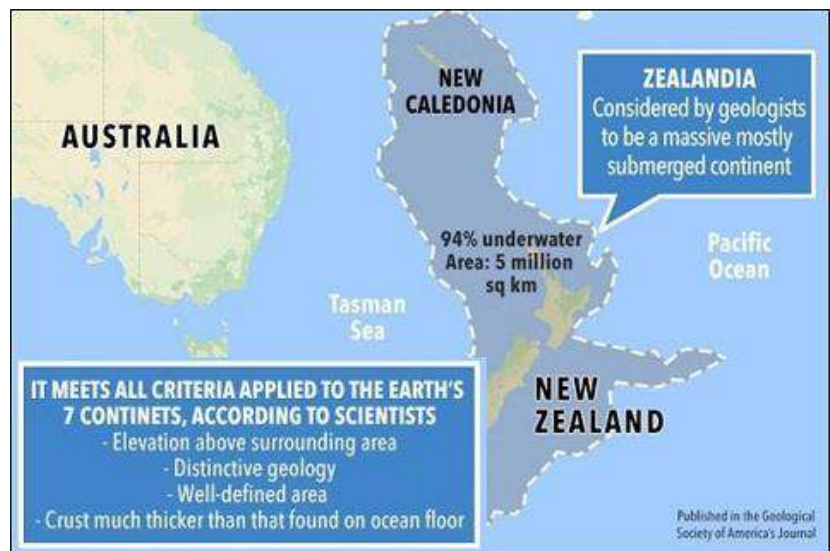 AUSTRALIA
NEW
CALEDONIA
ZEALANDIA
Considered by geologists
to be a massive mostly
submerged continent
94% underwater
Area: 5 million
sq km
Pacific
Ocean
Tasman
Sea
IT MEETS ALL CRITERIA APPLIED TO THE EARTH'S
7 CONTINETS, ACCORDING TO SCIENTISTS
- Elevation above surrounding area
- Distinctive geology
- Well-defined area
- Crust much thicker than that found on ocean floor
NEW
ZEALAND
Published in the Geological
Society of America's Journal